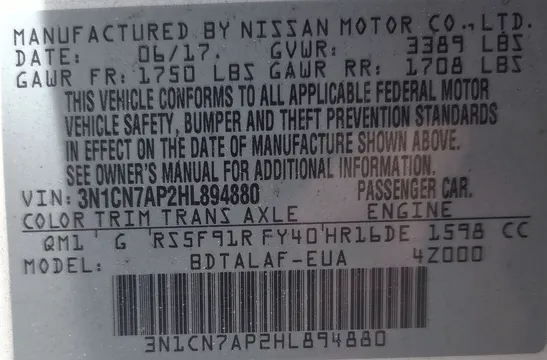 MANUFACTURED BY NISSAN MOTOR CO., LTD.
DATE: 06/17. GVWR: 3389 LBS
GAWR FR: 1750 LBS GAWR RR: 1708 LBS
THIS VEHICLE CONFORMS TO ALL APPLICABLE FEDERAL MOTOR
VEHICLE SAFETY, BUMPER AND THEFT PREVENTION STANDARDS
IN EFFECT ON THE DATE OF MANUFACTURE SHOWN ABOVE.
SEE OWNER'S MANUAL FOR ADDITIONAL INFORMATION.
VIN: 3N1CN7AP2HL894880 PASSENGER CAR.
COLOR TRIM TRANS AXLE ENGINE
QM1 G RS5F91R FY40 HR16DE 1598 CC
MODEL: BDTALAF-EUA 4Z000
3N1CN7AP2HL894880